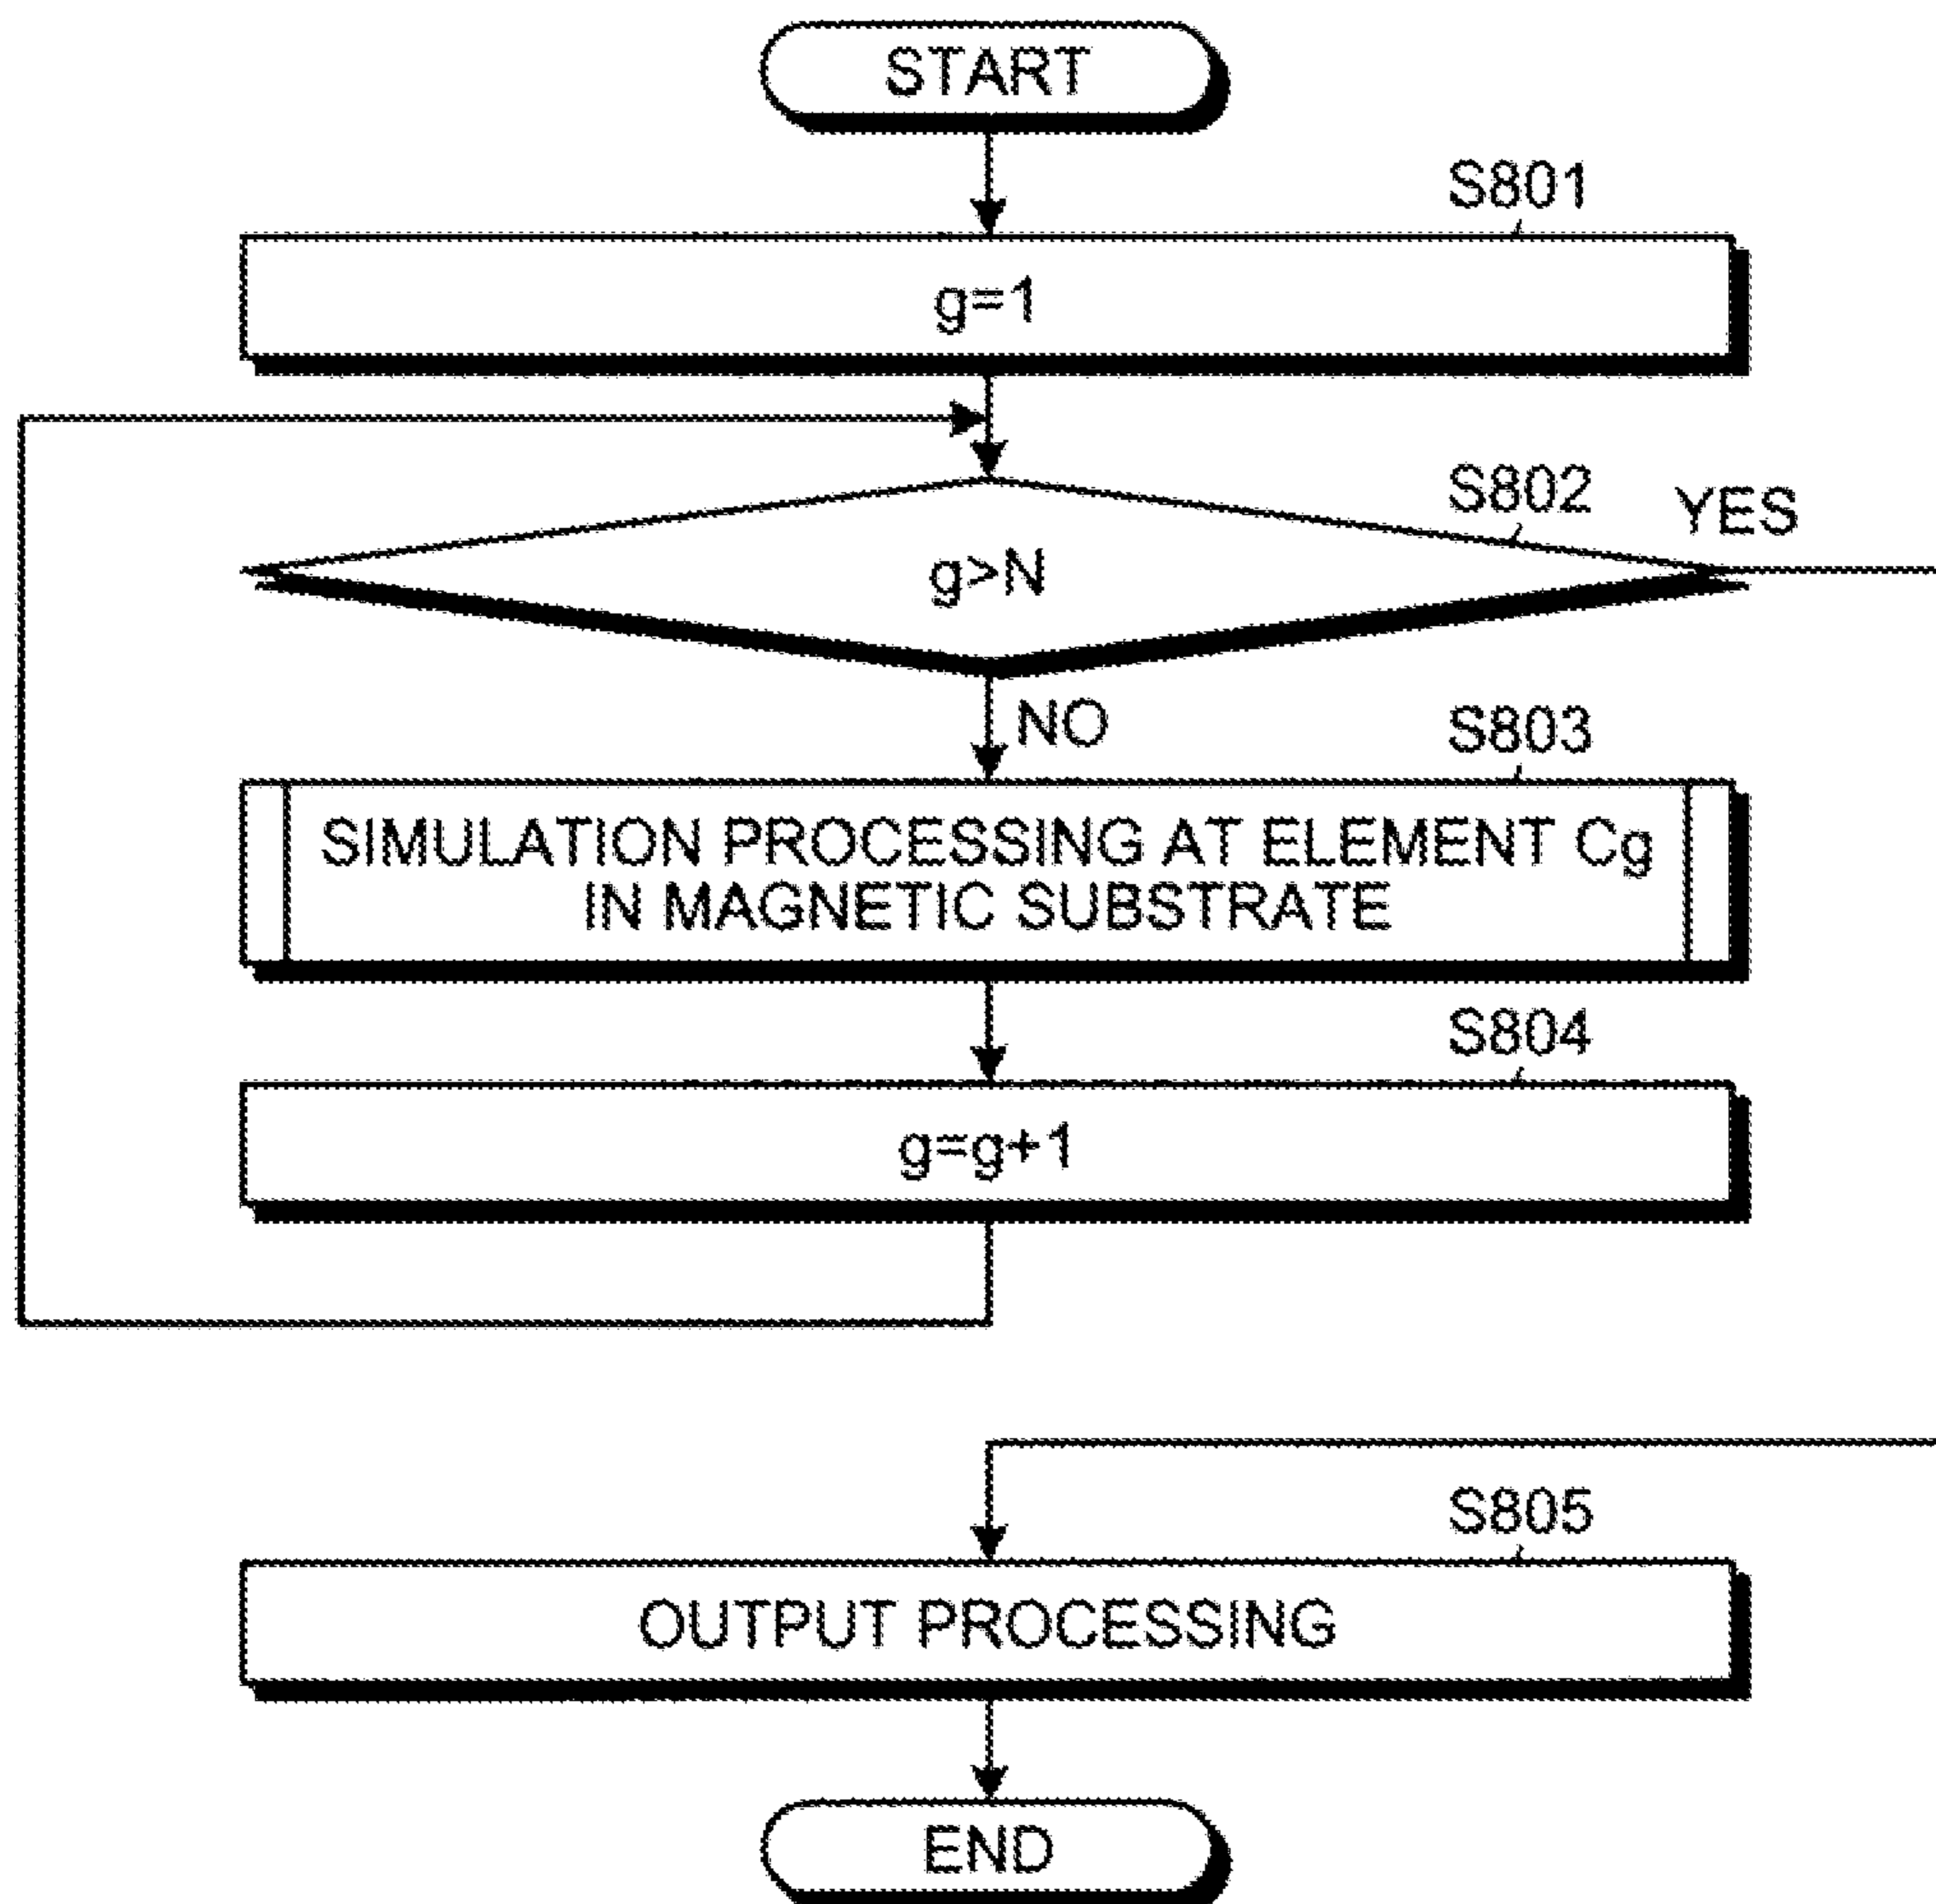 START
S801
g=1
S802
YES
g>N
NO
S803
SIMULATION PROCESSING AT ELEMENT Cg
IN MAGNETIC SUBSTRATE
S804
g=g+1
S805
OUTPUT PROCESSING
END